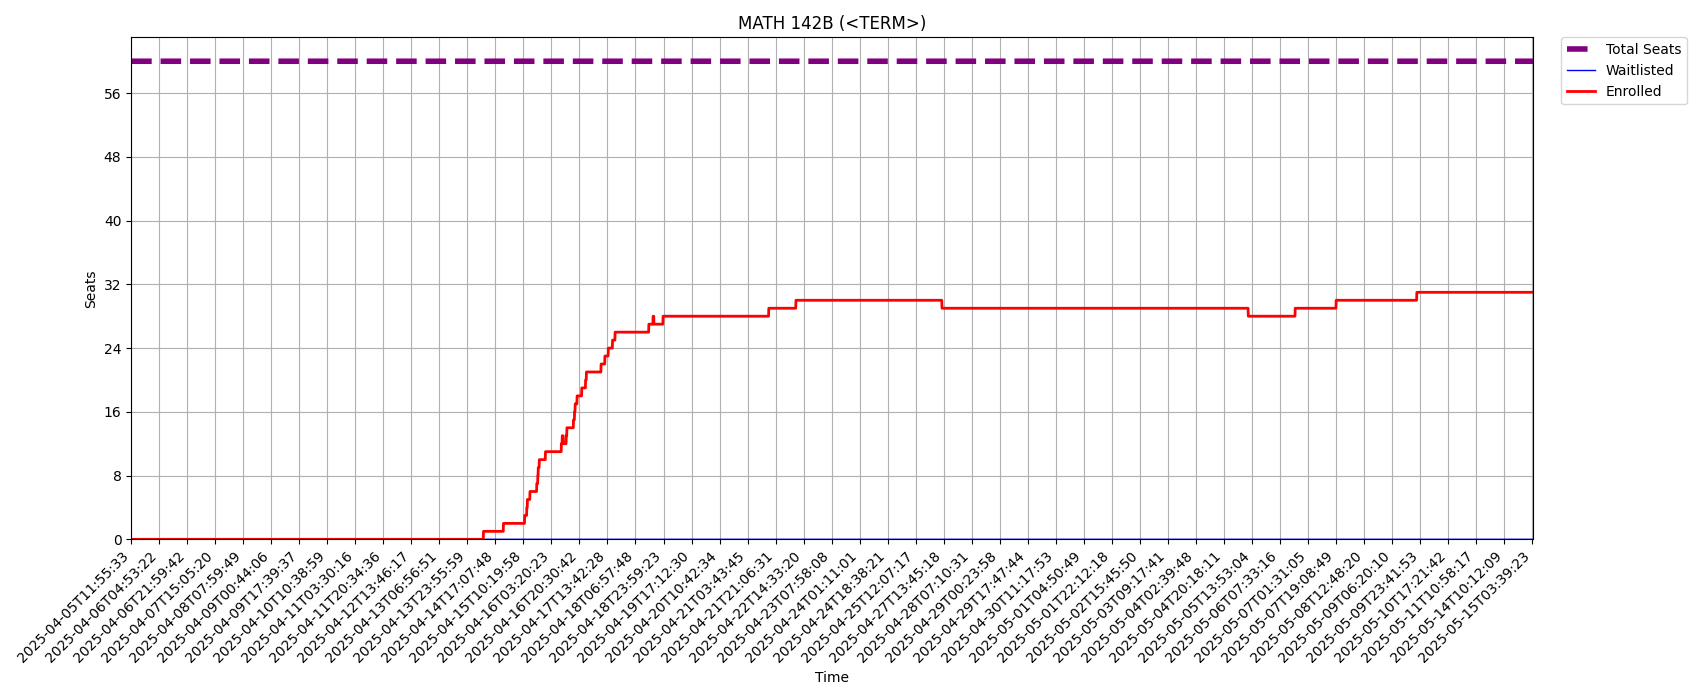 MATH 142B (<TERM>)
Total Seats
Waitlisted
Enrolled
Seats
56
48
40
32
24
16
8
0
2025-04-05T11:55:33
2025-04-06T04:53:22
2025-04-06T21:59:42
2025-04-07T15:05:20
2025-04-08T07:59:49
2025-04-09T00:44:06
2025-04-09T17:39:37
2025-04-10T10:38:59
2025-04-11T03:30:16
2025-04-11T20:34:36
2025-04-12T13:46:17
2025-04-13T06:56:51
2025-04-13T23:55:59
2025-04-14T17:07:48
2025-04-15T10:19:58
2025-04-16T03:20:23
2025-04-16T20:30:42
2025-04-17T13:42:28
2025-04-18T06:57:48
2025-04-18T23:59:23
2025-04-19T17:12:30
2025-04-20T10:42:34
2025-04-21T03:43:45
2025-04-21T21:06:31
2025-04-22T14:33:20
2025-04-23T07:58:08
2025-04-24T01:11:01
2025-04-24T18:38:21
2025-04-25T12:07:17
2025-04-27T13:45:18
2025-04-28T07:10:31
2025-04-29T00:23:58
2025-04-29T17:47:44
2025-04-30T11:17:53
2025-05-01T04:50:49
2025-05-01T22:12:18
2025-05-02T15:45:50
2025-05-03T09:17:41
2025-05-04T02:39:48
2025-05-04T20:18:11
2025-05-05T13:53:04
2025-05-06T07:33:16
2025-05-07T01:31:05
2025-05-07T19:08:49
2025-05-08T12:48:20
2025-05-09T06:20:10
2025-05-09T23:41:53
2025-05-10T17:21:42
2025-05-11T10:58:17
2025-05-14T10:12:09
2025-05-15T03:39:23
Time